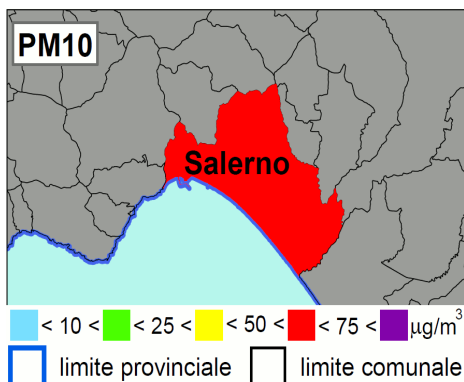 PM10
Salerno
< 10 < < 25 < < 50 < < 75 < µg/m³
limite provinciale limite comunale